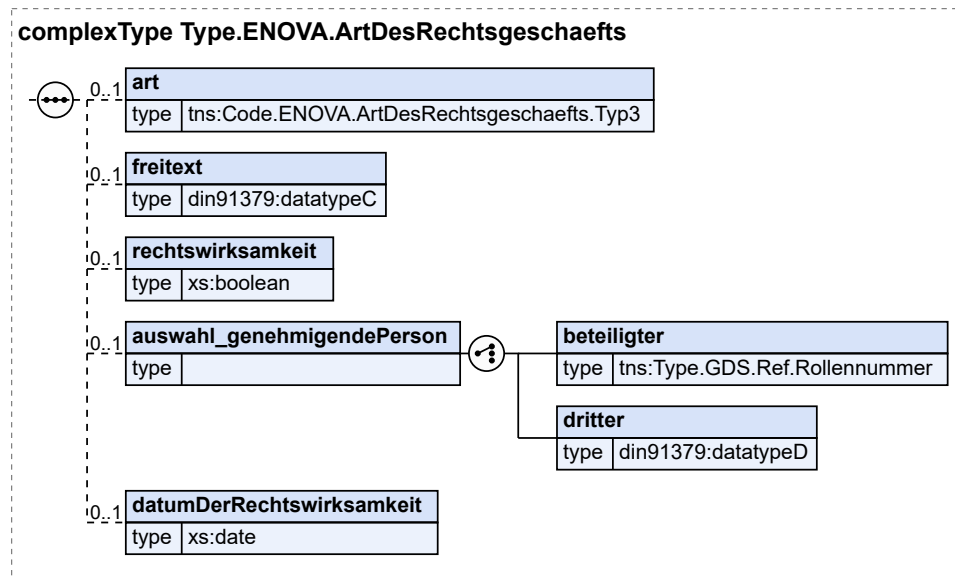 complexType Type.ENOVA.ArtDesRechtsgeschaefts
0..1 art
type tns:Code.ENOVA.ArtDesRechtsgeschaefts.Typ3
0..1 freitext
type din91379:datatypeC
0..1 rechtswirksamkeit
type xs:boolean
0..1 auswahl_genehmigendePerson
type
beteiligter
type tns:Type.GDS.Ref.Rollennummer
dritter
type din91379:datatypeD
0..1 datumDerRechtswirksamkeit
type xs:date